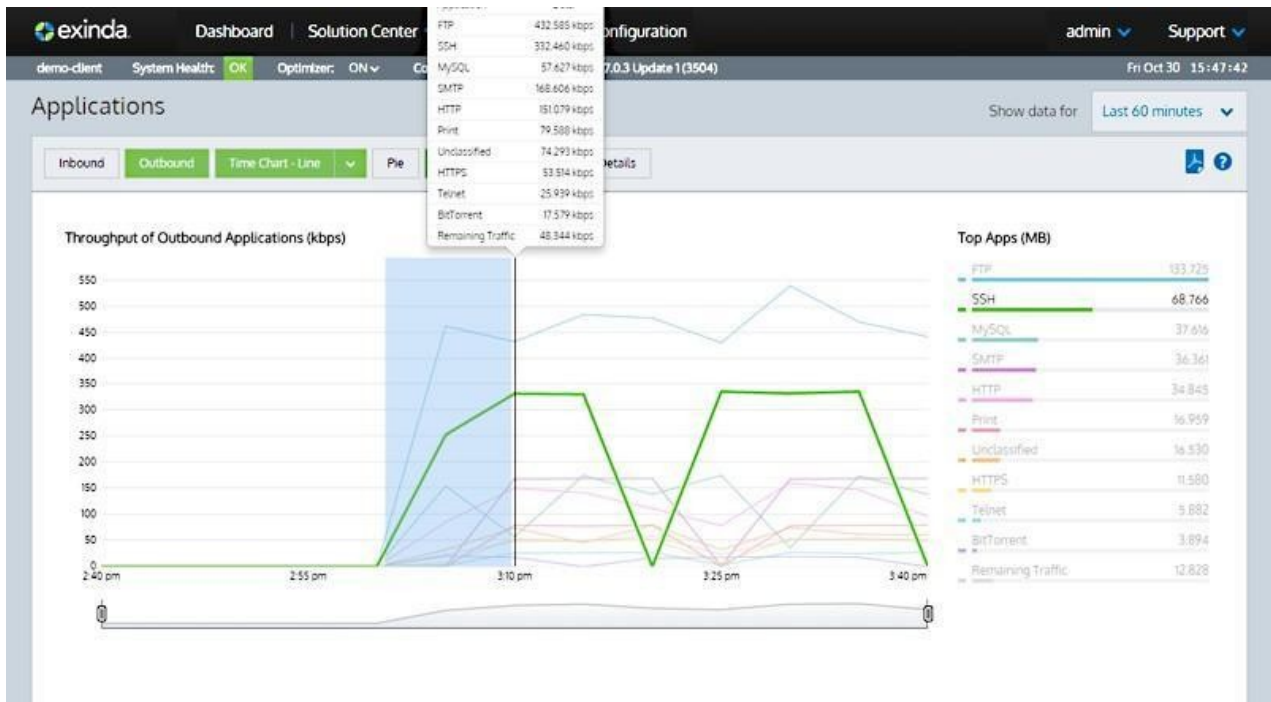 exinda
Dashboard
Solution Center
onfiguration
admin
Support
demo-client
System Health: OK
Optimizer: ON
Co
7.0.3 Update 1 (3504)
Fri Oct 30 15:47:42
Applications
Show data for
Last 60 minutes
Inbound
Outbound
Time Chart - Line
Pie
Details
FTP 432.585 kbps
SSH 332.460 kbps
MySQL 57.627 kbps
SMTP 168.606 kbps
HTTP 151.079 kbps
Print 79.588 kbps
Unclassified 74.293 kbps
HTTPS 53.514 kbps
Telnet 25.939 kbps
BitTorrent 17.579 kbps
Remaining Traffic 48.344 kbps
Throughput of Outbound Applications (kbps)
550
500
450
400
350
300
250
200
150
100
50
0
2:40 pm
2:55 pm
3:10 pm
3:25 pm
3:40 pm
Top Apps (MB)
FTP 133.725
SSH 68.766
MySQL 37.616
SMTP 36.361
HTTP 34.845
Print 16.959
Unclassified 16.530
HTTPS 11.580
Telnet 5.882
BitTorrent 3.894
Remaining Traffic 12.828